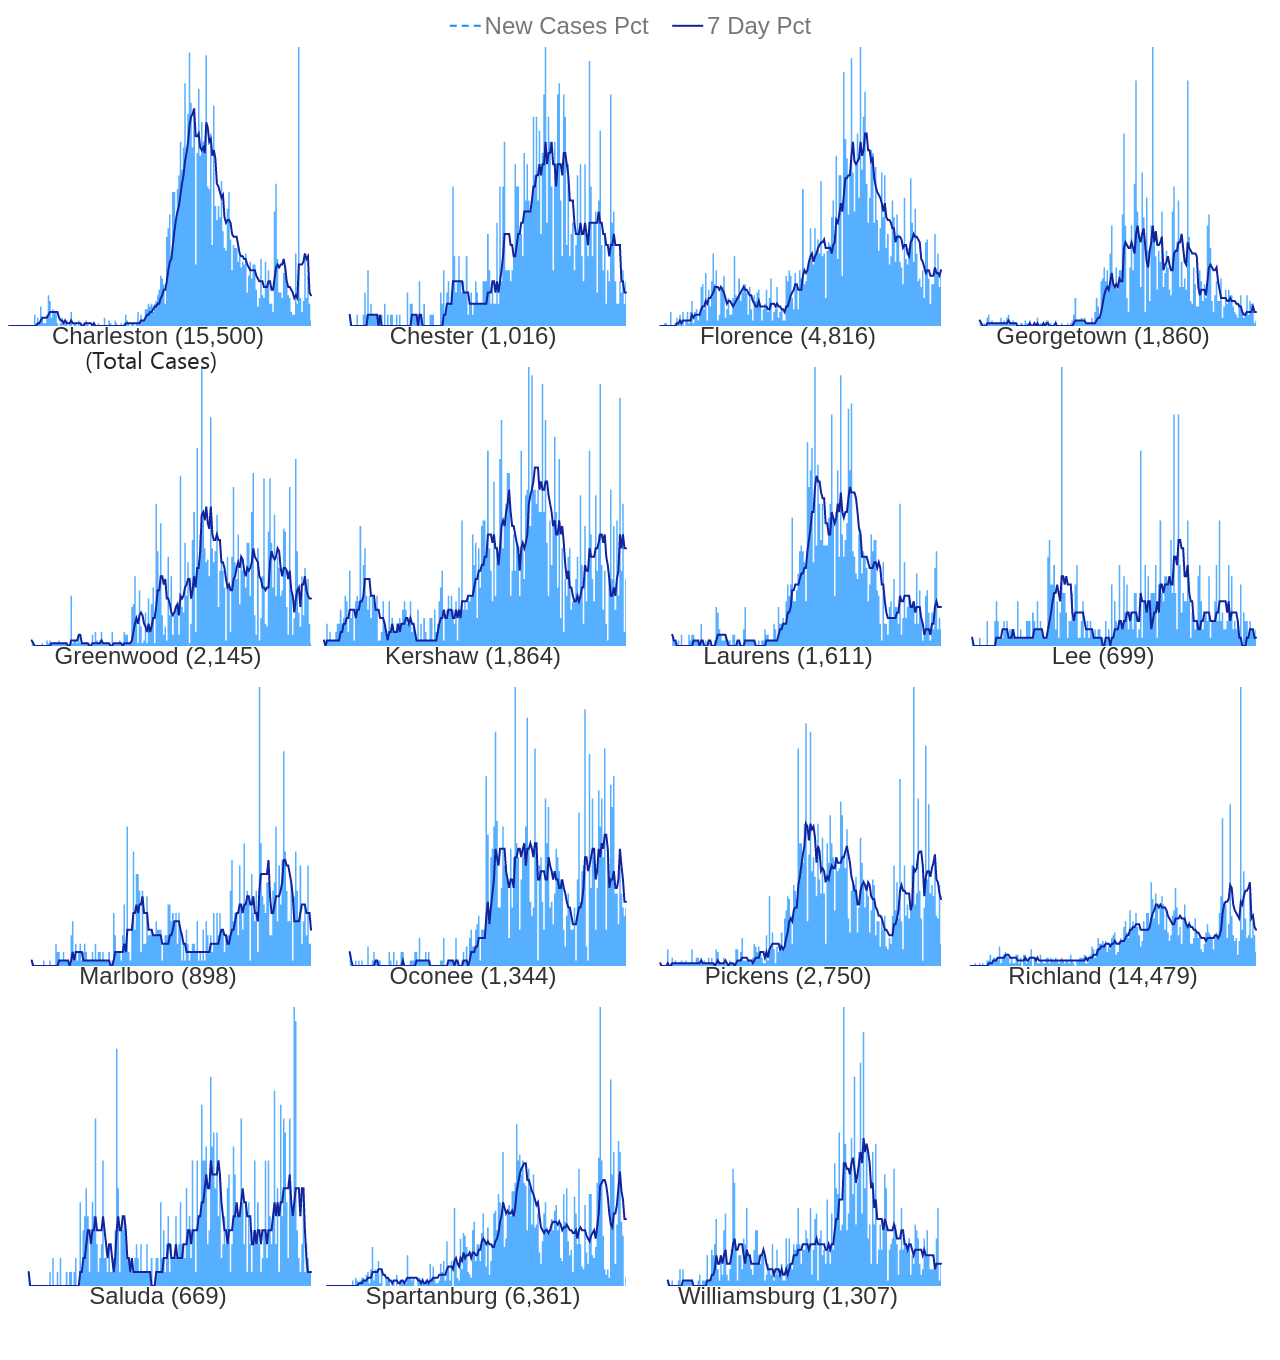 New Cases Pct 7 Day Pct
Charleston (15,500) Chester (1,016) Florence (4,816) Georgetown (1,860)
(Total Cases)
Greenwood (2,145) Kershaw (1,864) Laurens (1,611) Lee (699)
Marlboro (898) Oconee (1,344) Pickens (2,750) Richland (14,479)
Saluda (669) Spartanburg (6,361) Williamsburg (1,307)